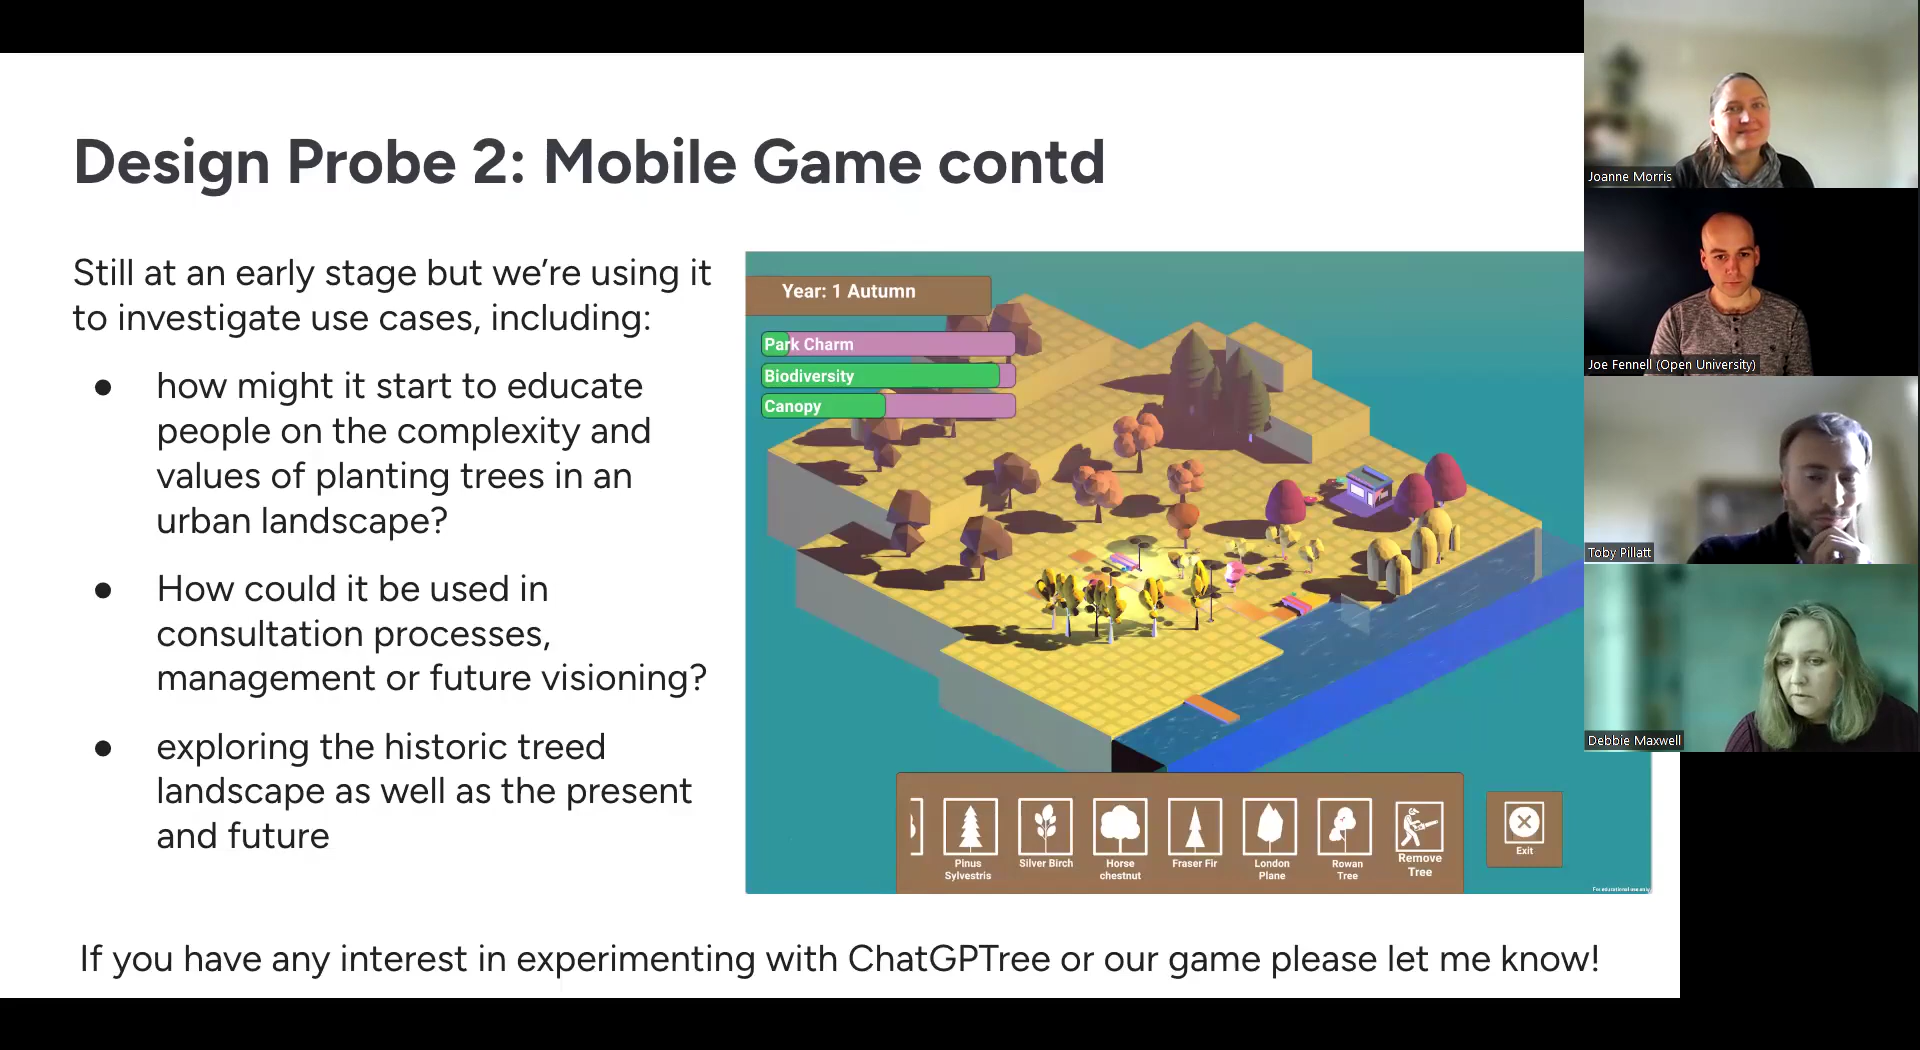 Design Probe 2: Mobile Game contd
Still at an early stage but we’re using it
to investigate use cases, including:
● how might it start to educate
people on the complexity and
values of planting trees in an
urban landscape?
● How could it be used in
consultation processes,
management or future visioning?
● exploring the historic treed
landscape as well as the present
and future
Year: 1 Autumn
Park Charm
Biodiversity
Canopy
Pinus
Sylvestris
Silver Birch
Horse
chestnut
Fraser Fir
London
Plane
Rowan
Tree
Remove
Tree
Exit
For educational use only
If you have any interest in experimenting with ChatGPTree or our game please let me know!
Joanne Morris
Joe Fennell (Open University)
Toby Pillatt
Debbie Maxwell